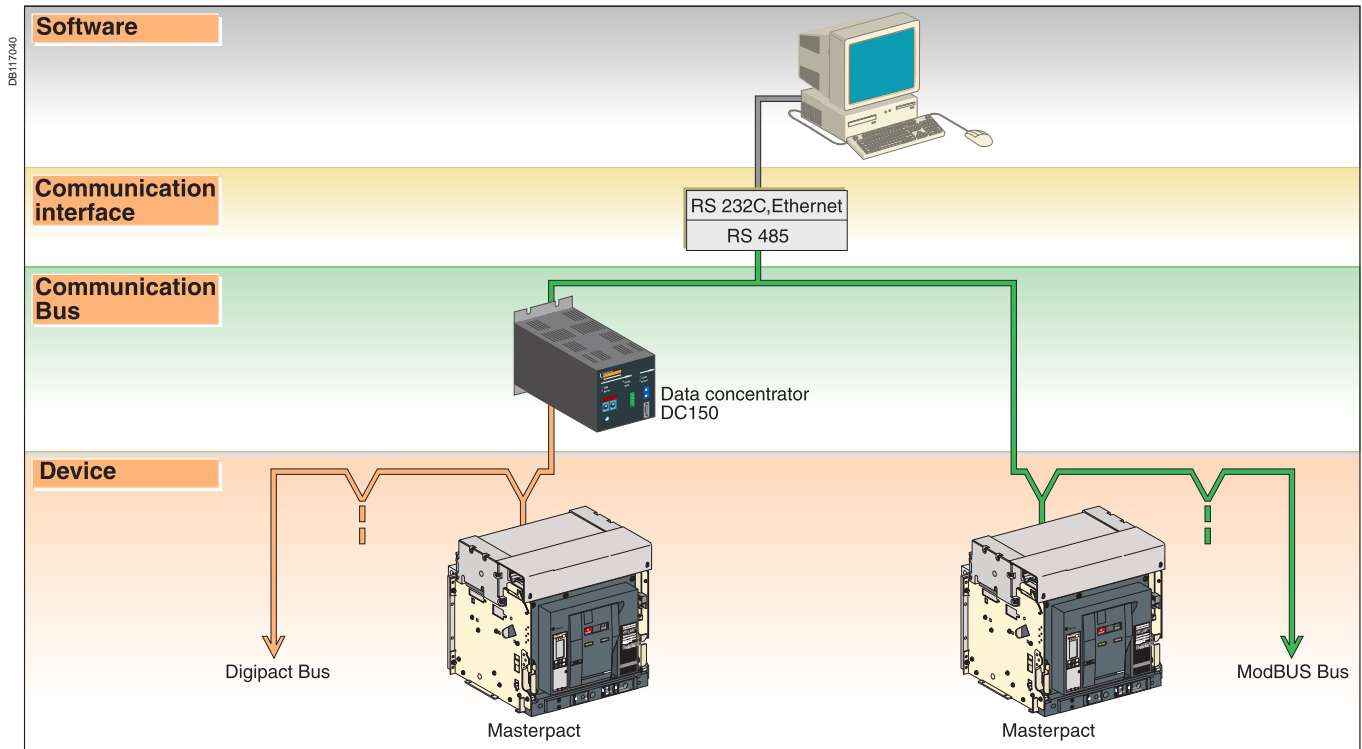 DB117040
Software
Communication
interface
RS 232C,Ethernet
RS 485
Communication
Bus
Data concentrator
DC150
Device
Digipact Bus
Masterpact
Masterpact
ModBUS Bus